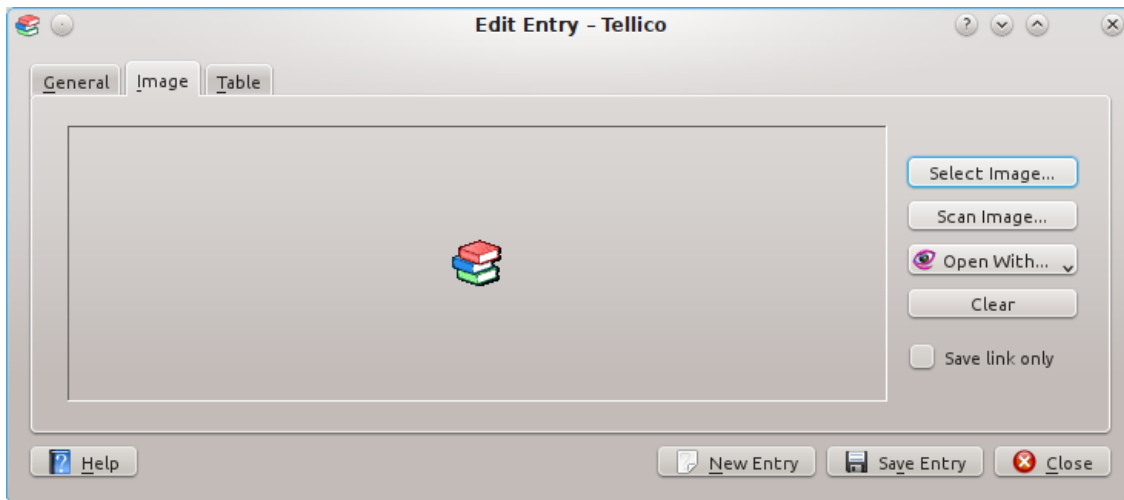 Edit Entry – Tellico
General Image Table
Select Image...
Scan Image...
Open With...
Clear
Save link only
Help New Entry Save Entry Close